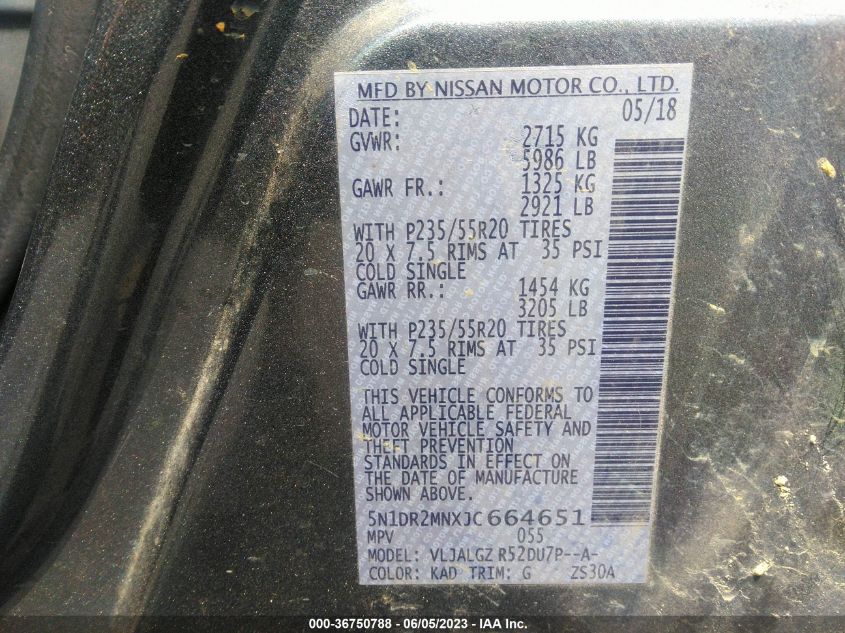 MFD BY NISSAN MOTOR CO., LTD.
DATE: 05/18
GVWR: 2715 KG
5986 LB
GAWR FR.: 1325 KG
2921 LB
WITH P235/55R20 TIRES
20 X 7.5 RIMS AT 35 PSI
COLD SINGLE
GAWR RR.: 1454 KG
3205 LB
WITH P235/55R20 TIRES
20 X 7.5 RIMS AT 35 PSI
COLD SINGLE
THIS VEHICLE CONFORMS TO
ALL APPLICABLE FEDERAL
MOTOR VEHICLE SAFETY AND
THEFT PREVENTION
STANDARDS IN EFFECT ON
THE DATE OF MANUFACTURE
SHOWN ABOVE.
5N1DR2MNXJC664651
MPV 055
MODEL: VLJALGZ R52DU7P--A-
COLOR: KAD TRIM: G ZS30A
000-36750788 - 06/05/2023 - IAA Inc.